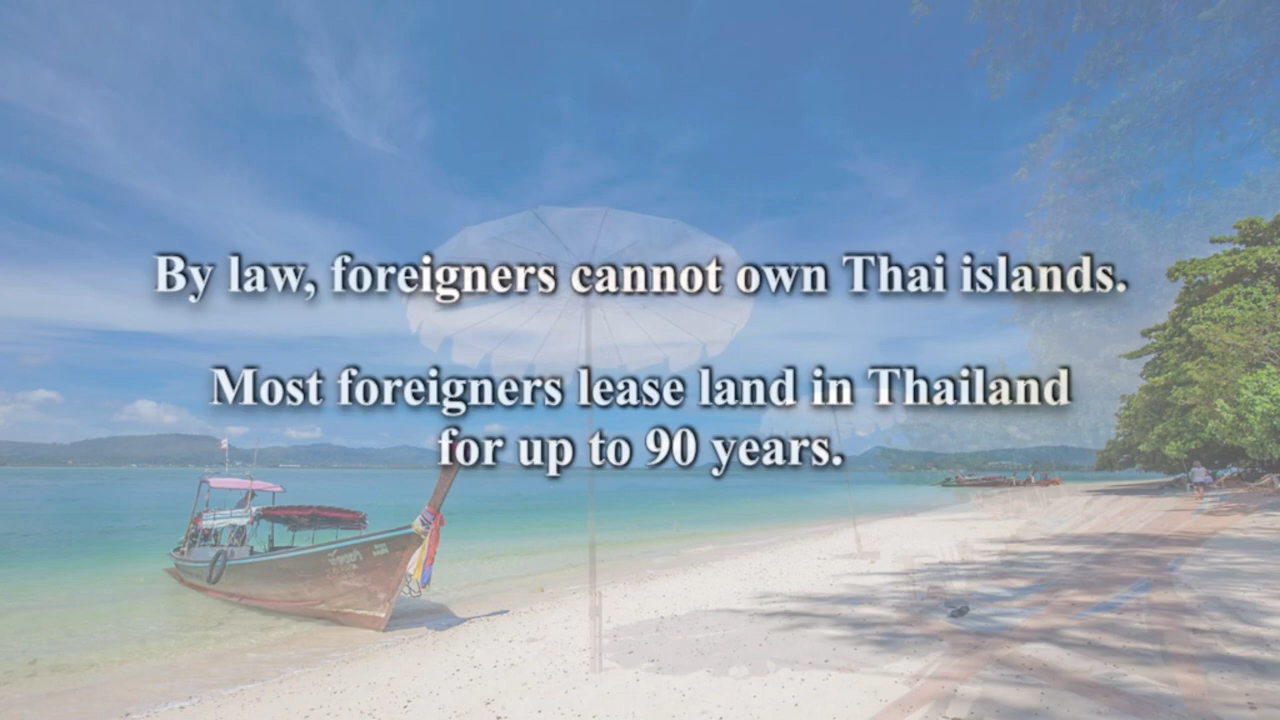 By law, foreigners cannot own Thai islands.
Most foreigners lease land in Thailand
for up to 90 years.